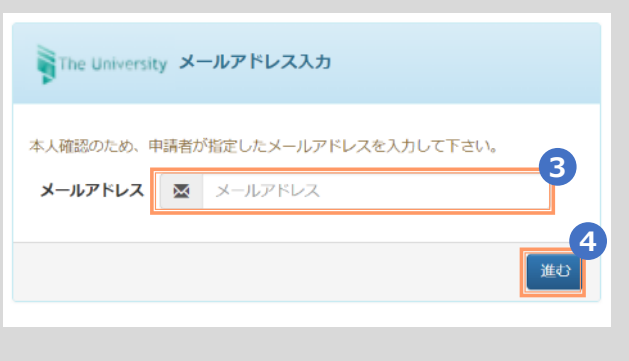 The University メールアドレス入力
本人確認のため、申請者が指定したメールアドレスを入力して下さい。
3
メールアドレス メールアドレス
4
進む